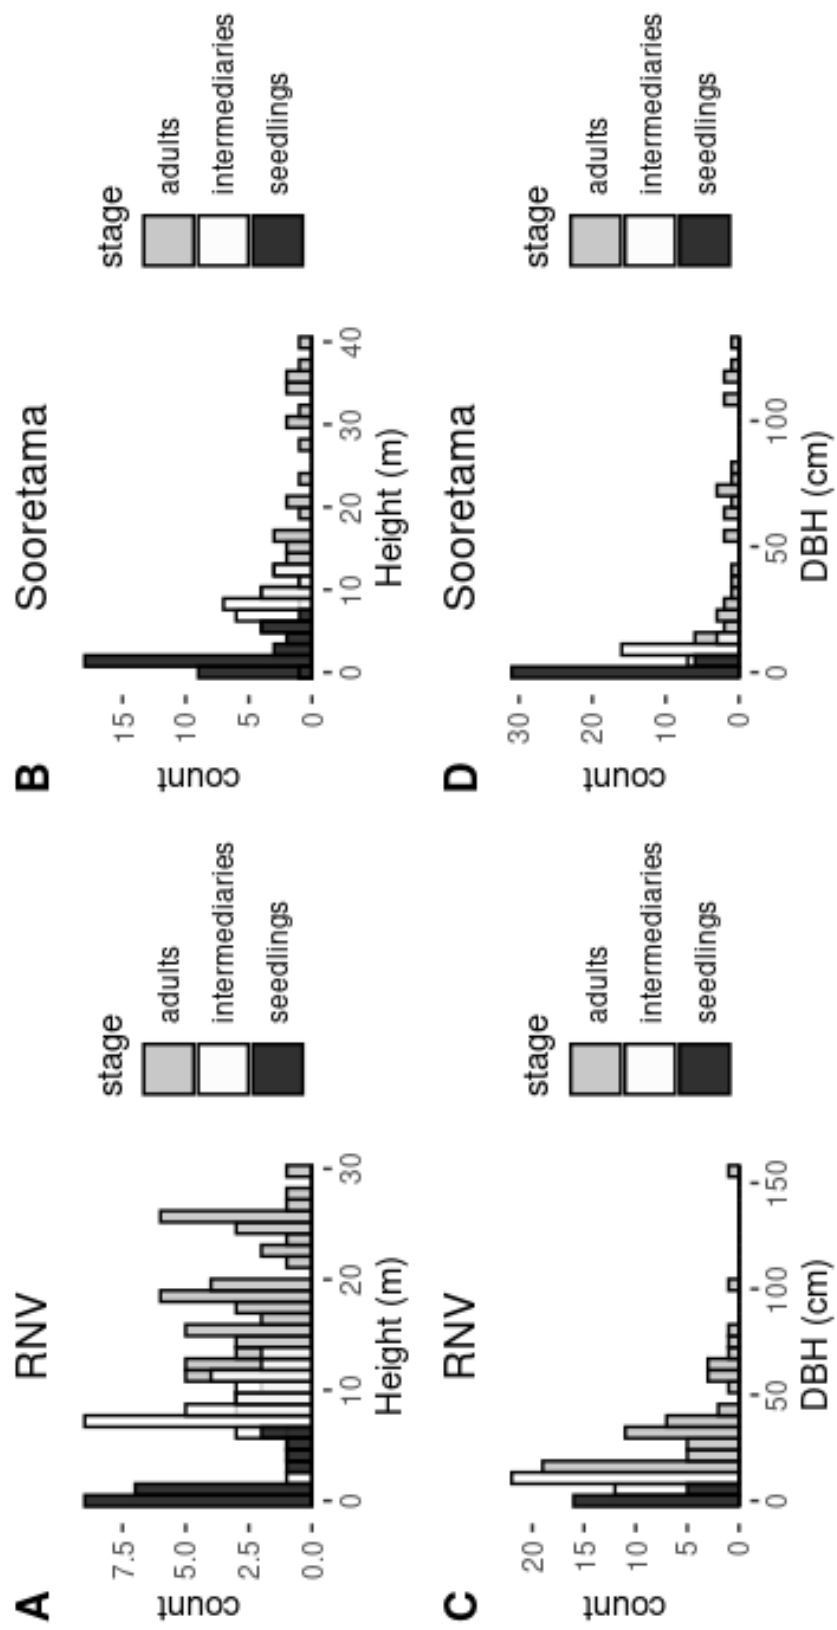 A
RNV
count
7.5
5.0
2.5
0.0
0
10
20
30
Height (m)
stage
adults
intermediaries
seedlings
B
Sooretama
count
15
10
5
0
0
10
20
30
40
Height (m)
stage
adults
intermediaries
seedlings
C
RNV
count
20
15
10
5
0
0
50
100
150
DBH (cm)
stage
adults
intermediaries
seedlings
D
Sooretama
count
30
20
10
0
0
50
100
DBH (cm)
stage
adults
intermediaries
seedlings